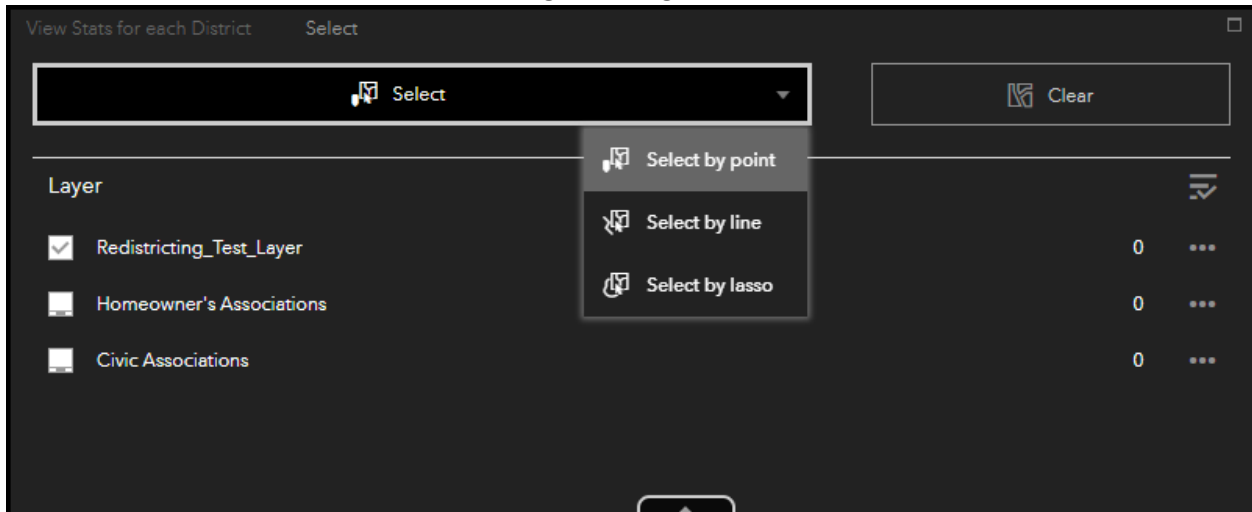 View Stats for each District Select
Select Clear
Select by point
Layer
Select by line
Redistricting_Test_Layer 0
Select by lasso
Homeowner's Associations 0
Civic Associations 0